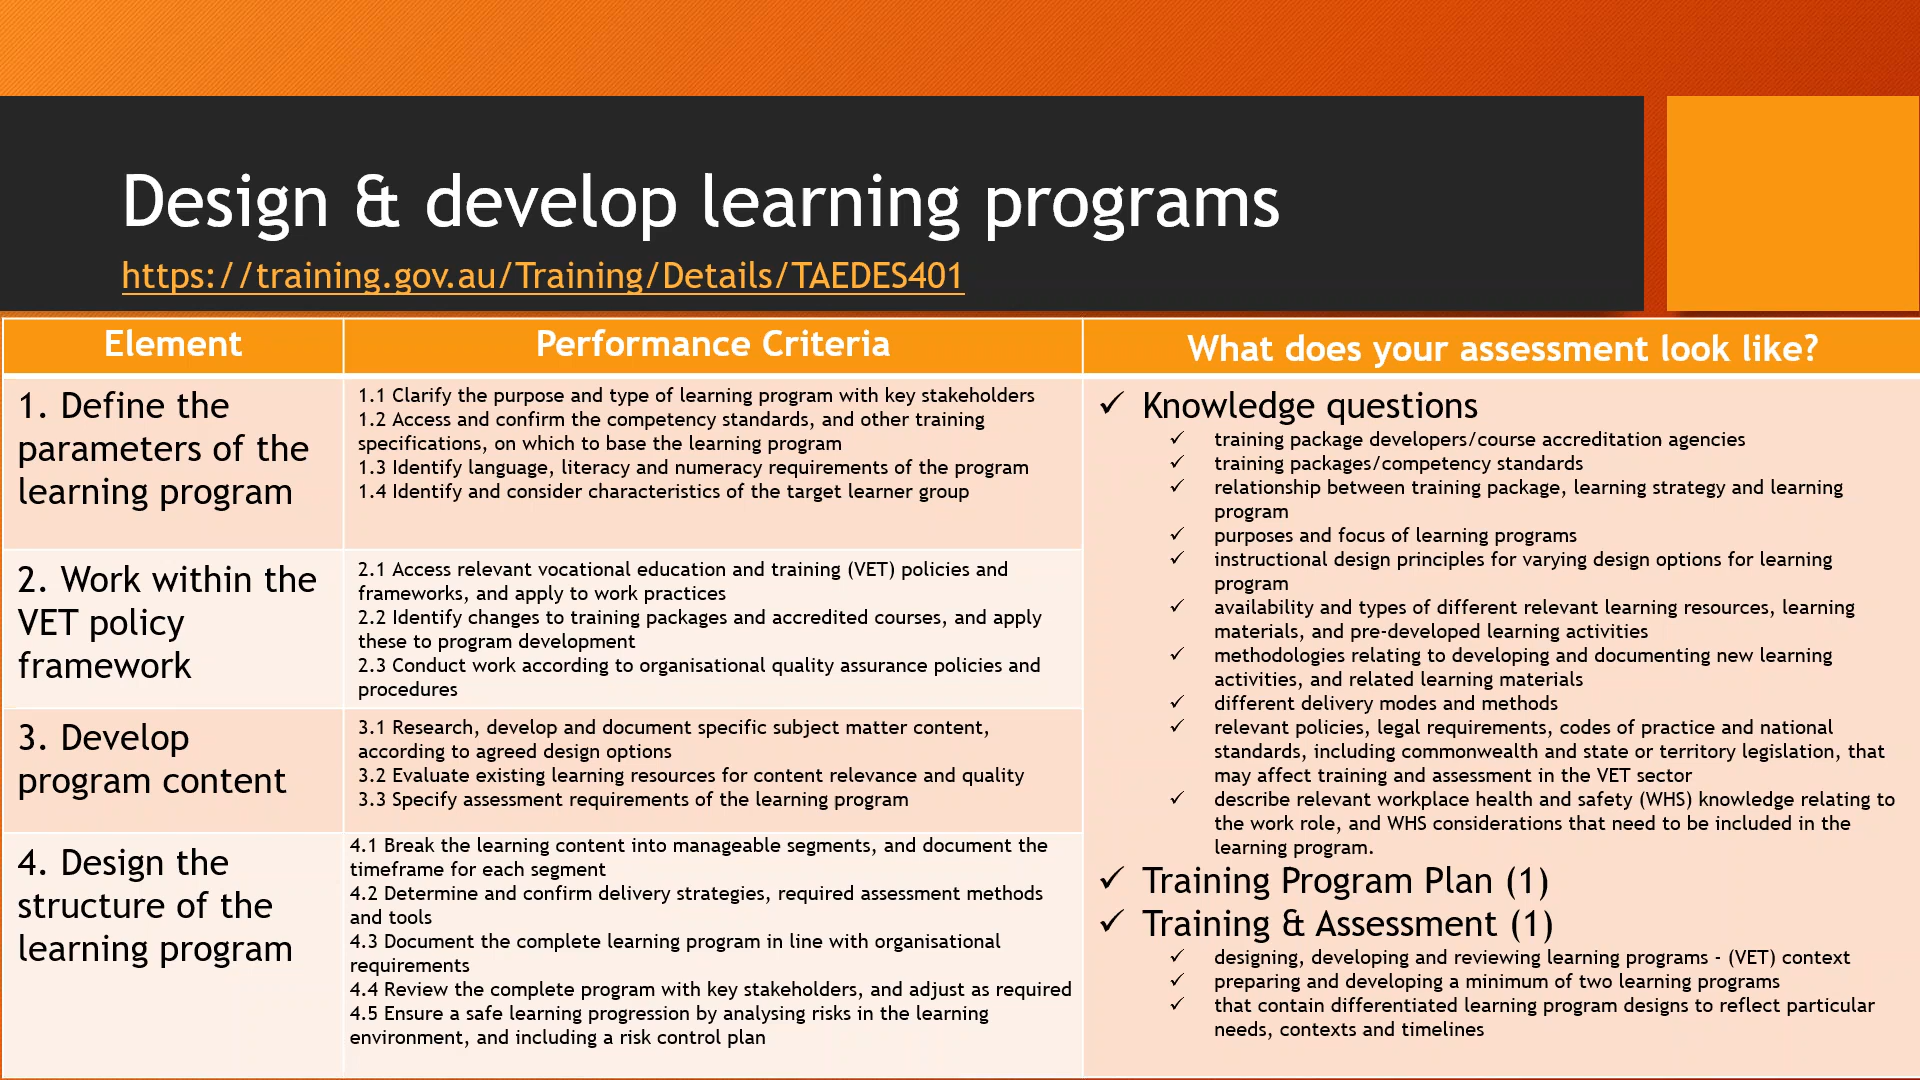 Design & develop learning programs
https://training.gov.au/Training/Details/TAEDES401
Element
Performance Criteria
What does your assessment look like?
1. Define the
parameters of the
learning program
1.1 Clarify the purpose and type of learning program with key stakeholders
1.2 Access and confirm the competency standards, and other training
specifications, on which to base the learning program
1.3 Identify language, literacy and numeracy requirements of the program
1.4 Identify and consider characteristics of the target learner group
2. Work within the
VET policy
framework
2.1 Access relevant vocational education and training (VET) policies and
frameworks, and apply to work practices
2.2 Identify changes to training packages and accredited courses, and apply
these to program development
2.3 Conduct work according to organisational quality assurance policies and
procedures
3. Develop
program content
3.1 Research, develop and document specific subject matter content,
according to agreed design options
3.2 Evaluate existing learning resources for content relevance and quality
3.3 Specify assessment requirements of the learning program
4. Design the
structure of the
learning program
4.1 Break the learning content into manageable segments, and document the
timeframe for each segment
4.2 Determine and confirm delivery strategies, required assessment methods
and tools
4.3 Document the complete learning program in line with organisational
requirements
4.4 Review the complete program with key stakeholders, and adjust as required
4.5 Ensure a safe learning progression by analysing risks in the learning
environment, and including a risk control plan
✓ Knowledge questions
✓ training package developers/course accreditation agencies
✓ training packages/competency standards
✓ relationship between training package, learning strategy and learning
program
✓ purposes and focus of learning programs
✓ instructional design principles for varying design options for learning
program
✓ availability and types of different relevant learning resources, learning
materials, and pre-developed learning activities
✓ methodologies relating to developing and documenting new learning
activities, and related learning materials
✓ different delivery modes and methods
✓ relevant policies, legal requirements, codes of practice and national
standards, including commonwealth and state or territory legislation, that
may affect training and assessment in the VET sector
✓ describe relevant workplace health and safety (WHS) knowledge relating to
the work role, and WHS considerations that need to be included in the
learning program.
✓ Training Program Plan (1)
✓ Training & Assessment (1)
✓ designing, developing and reviewing learning programs - (VET) context
✓ preparing and developing a minimum of two learning programs
✓ that contain differentiated learning program designs to reflect particular
needs, contexts and timelines